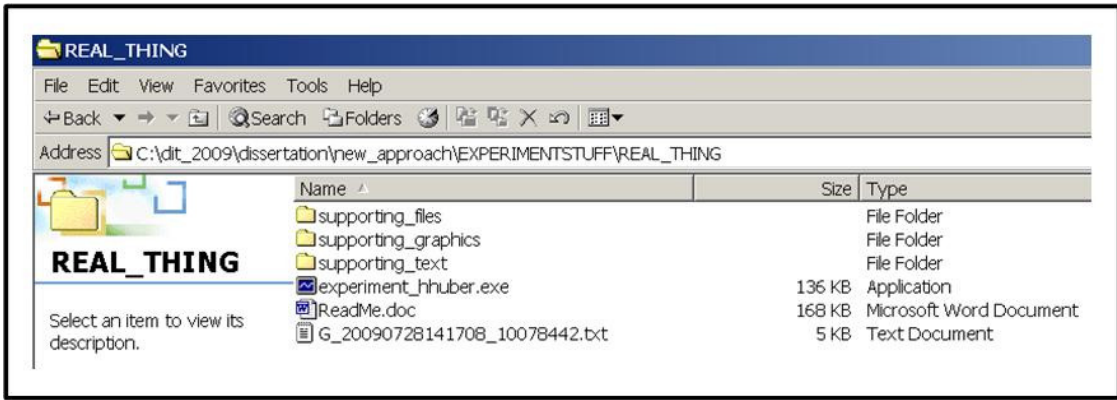 REAL_THING
File Edit View Favorites Tools Help
Back Search Folders
Address C:\dit_2009\dissertation\new_approach\EXPERIMENTSTUFF\REAL_THING
Name Size Type
supporting_files File Folder
supporting_graphics File Folder
supporting_text File Folder
experiment_hhuber.exe 136 KB Application
ReadMe.doc 168 KB Microsoft Word Document
G_20090728141708_10078442.txt 5 KB Text Document
REAL_THING
Select an item to view its
description.